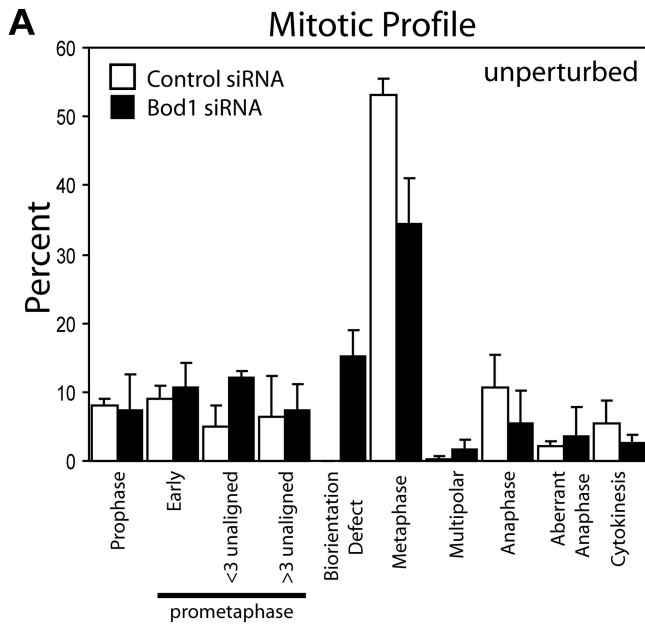 A
Mitotic Profile
60
50
40
30
20
10
0
Percent
Control siRNA
Bod1 siRNA
unperturbed
Prophase
Early
<3 unaligned
>3 unaligned
Biorientation
Defect
Metaphase
Multipolar
Anaphase
Aberrant
Anaphase
Cytokinesis
prometaphase